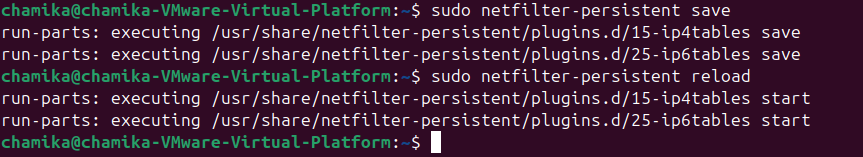 chamika@chamika-VMware-Virtual-Platform:~$ sudo netfilter-persistent save
run-parts: executing /usr/share/netfilter-persistent/plugins.d/15-ip4tables save
run-parts: executing /usr/share/netfilter-persistent/plugins.d/25-ip6tables save
chamika@chamika-VMware-Virtual-Platform:~$ sudo netfilter-persistent reload
run-parts: executing /usr/share/netfilter-persistent/plugins.d/15-ip4tables start
run-parts: executing /usr/share/netfilter-persistent/plugins.d/25-ip6tables start
chamika@chamika-VMware-Virtual-Platform:~$